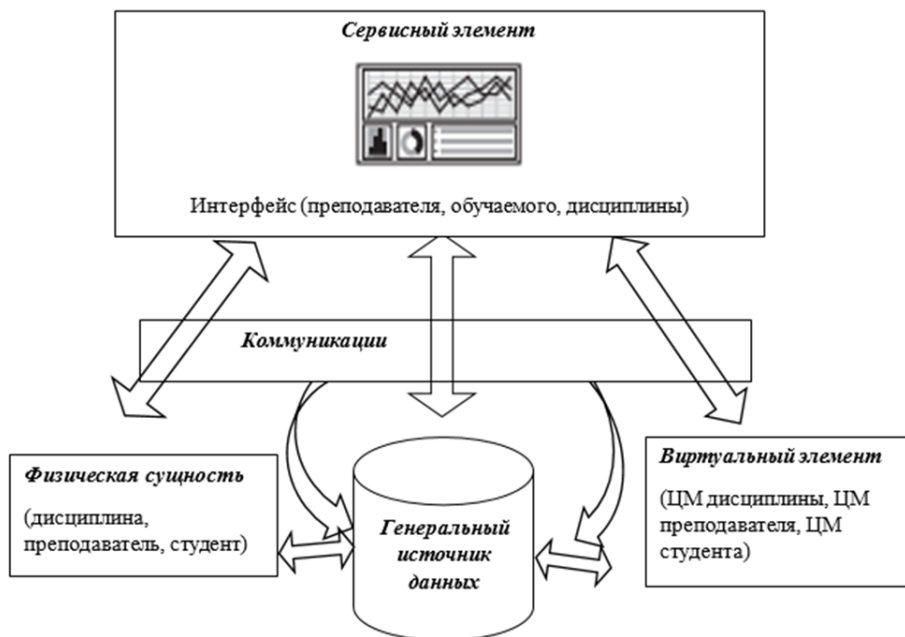 Сервисный элемент
Интерфейс (преподавателя, обучаемого, дисциплины)
Коммуникации
Физическая сущность
(дисциплина,
преподаватель, студент)
Генеральный
источник
данных
Виртуальный элемент
(ЦМ дисциплины, ЦМ
преподавателя, ЦМ
студента)